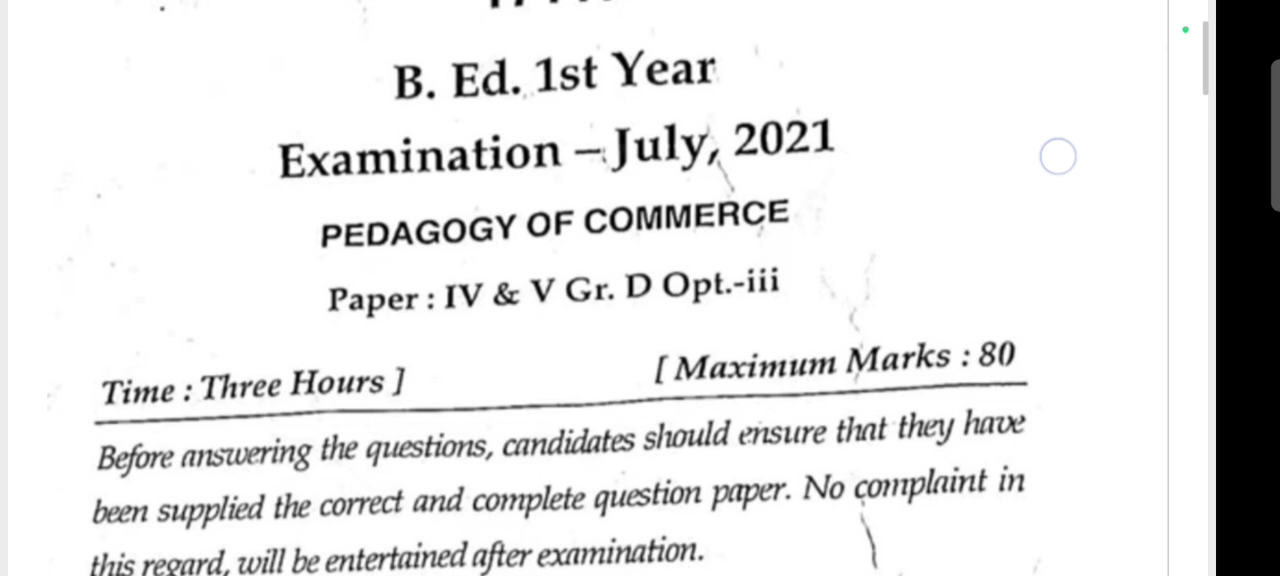 B. Ed. 1st Year
Examination – July, 2021
PEDAGOGY OF COMMERCE
Paper : IV & V Gr. D Opt.-iii
Time : Three Hours ] [ Maximum Marks : 80
Before answering the questions, candidates should ensure that they have
been supplied the correct and complete question paper. No complaint in
this regard, will be entertained after examination.